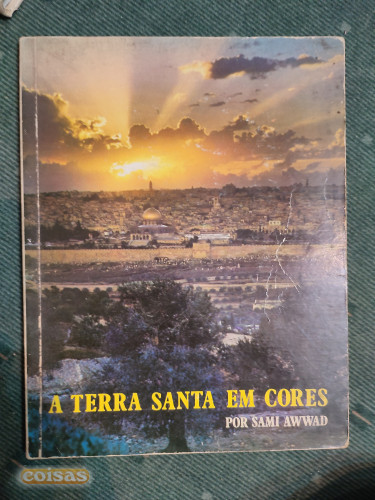 A TERRA SANTA EM CORES
POR SAMI AWWAD
coisas